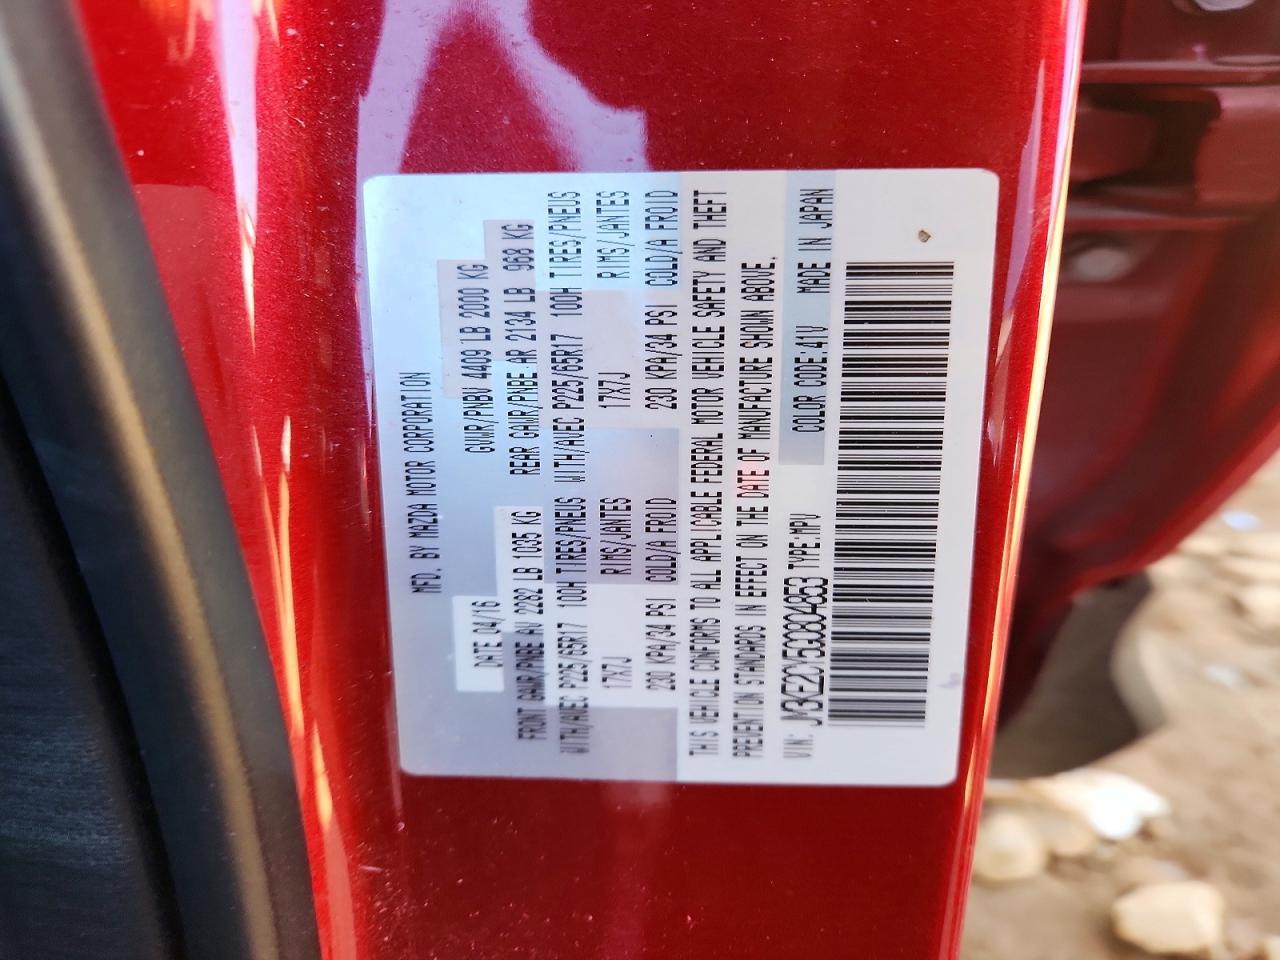 MFD. BY MAZDA MOTOR CORPORATION
DATE 04/16 GVWR/PNBV 4409 LB 2000 KG
FRONT GAWR/PNBE AV 2282 LB 1035 KG REAR GAWR/PNBE AR 2134 LB 968 KG
WITH/AVEC P225/65R17 100H TIRES/PNEUS WITH/AVEC P225/65R17 100H TIRES/PNEUS
17X7J RIMS/JANTES 17X7J RIMS/JANTES
230 KPA/34 PSI COLD/A FROID 230 KPA/34 PSI COLD/A FROID
THIS VEHICLE CONFORMS TO ALL APPLICABLE FEDERAL MOTOR VEHICLE SAFETY AND THEFT
PREVENTION STANDARDS IN EFFECT ON THE DATE OF MANUFACTURE SHOWN ABOVE.
VIN: JM3KE2CY5G0804853 TYPE:MPV COLOR CODE:41V MADE IN JAPAN